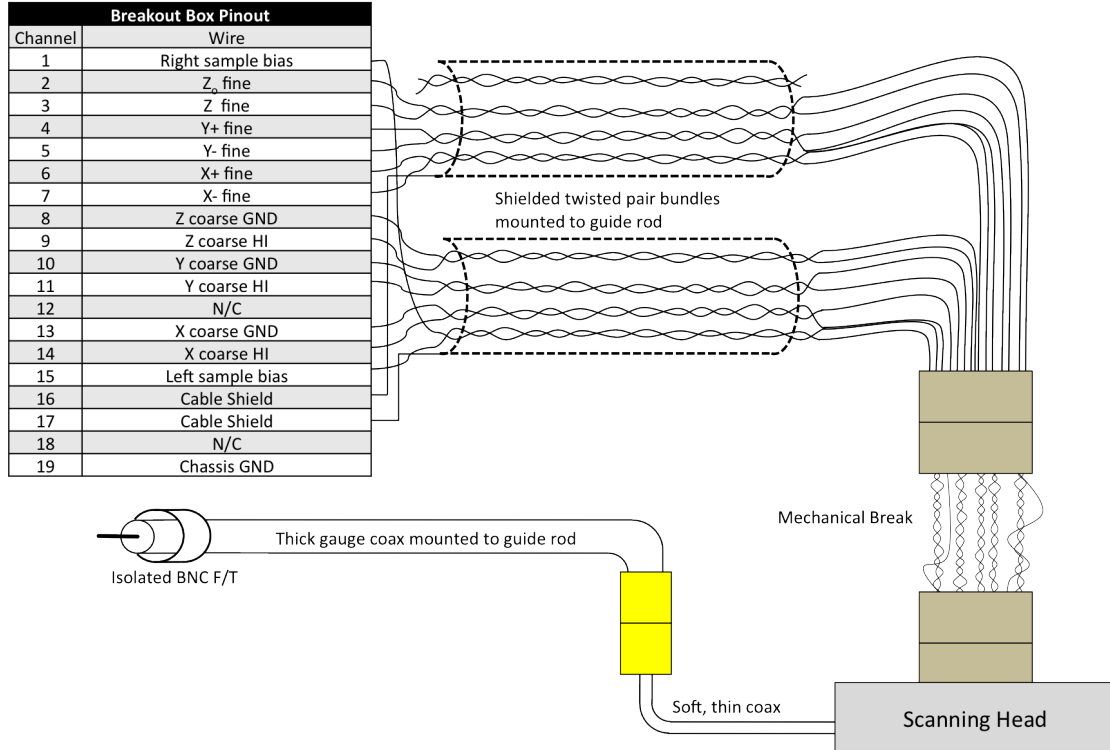 Breakout Box Pinout
Channel Wire
1 Right sample bias
2 Zo fine
3 Z fine
4 Y+ fine
5 Y- fine
6 X+ fine
7 X- fine
8 Z coarse GND
9 Z coarse HI
10 Y coarse GND
11 Y coarse HI
12 N/C
13 X coarse GND
14 X coarse HI
15 Left sample bias
16 Cable Shield
17 Cable Shield
18 N/C
19 Chassis GND
Shielded twisted pair bundles
mounted to guide rod
Mechanical Break
Thick gauge coax mounted to guide rod
Isolated BNC F/T
Soft, thin coax
Scanning Head